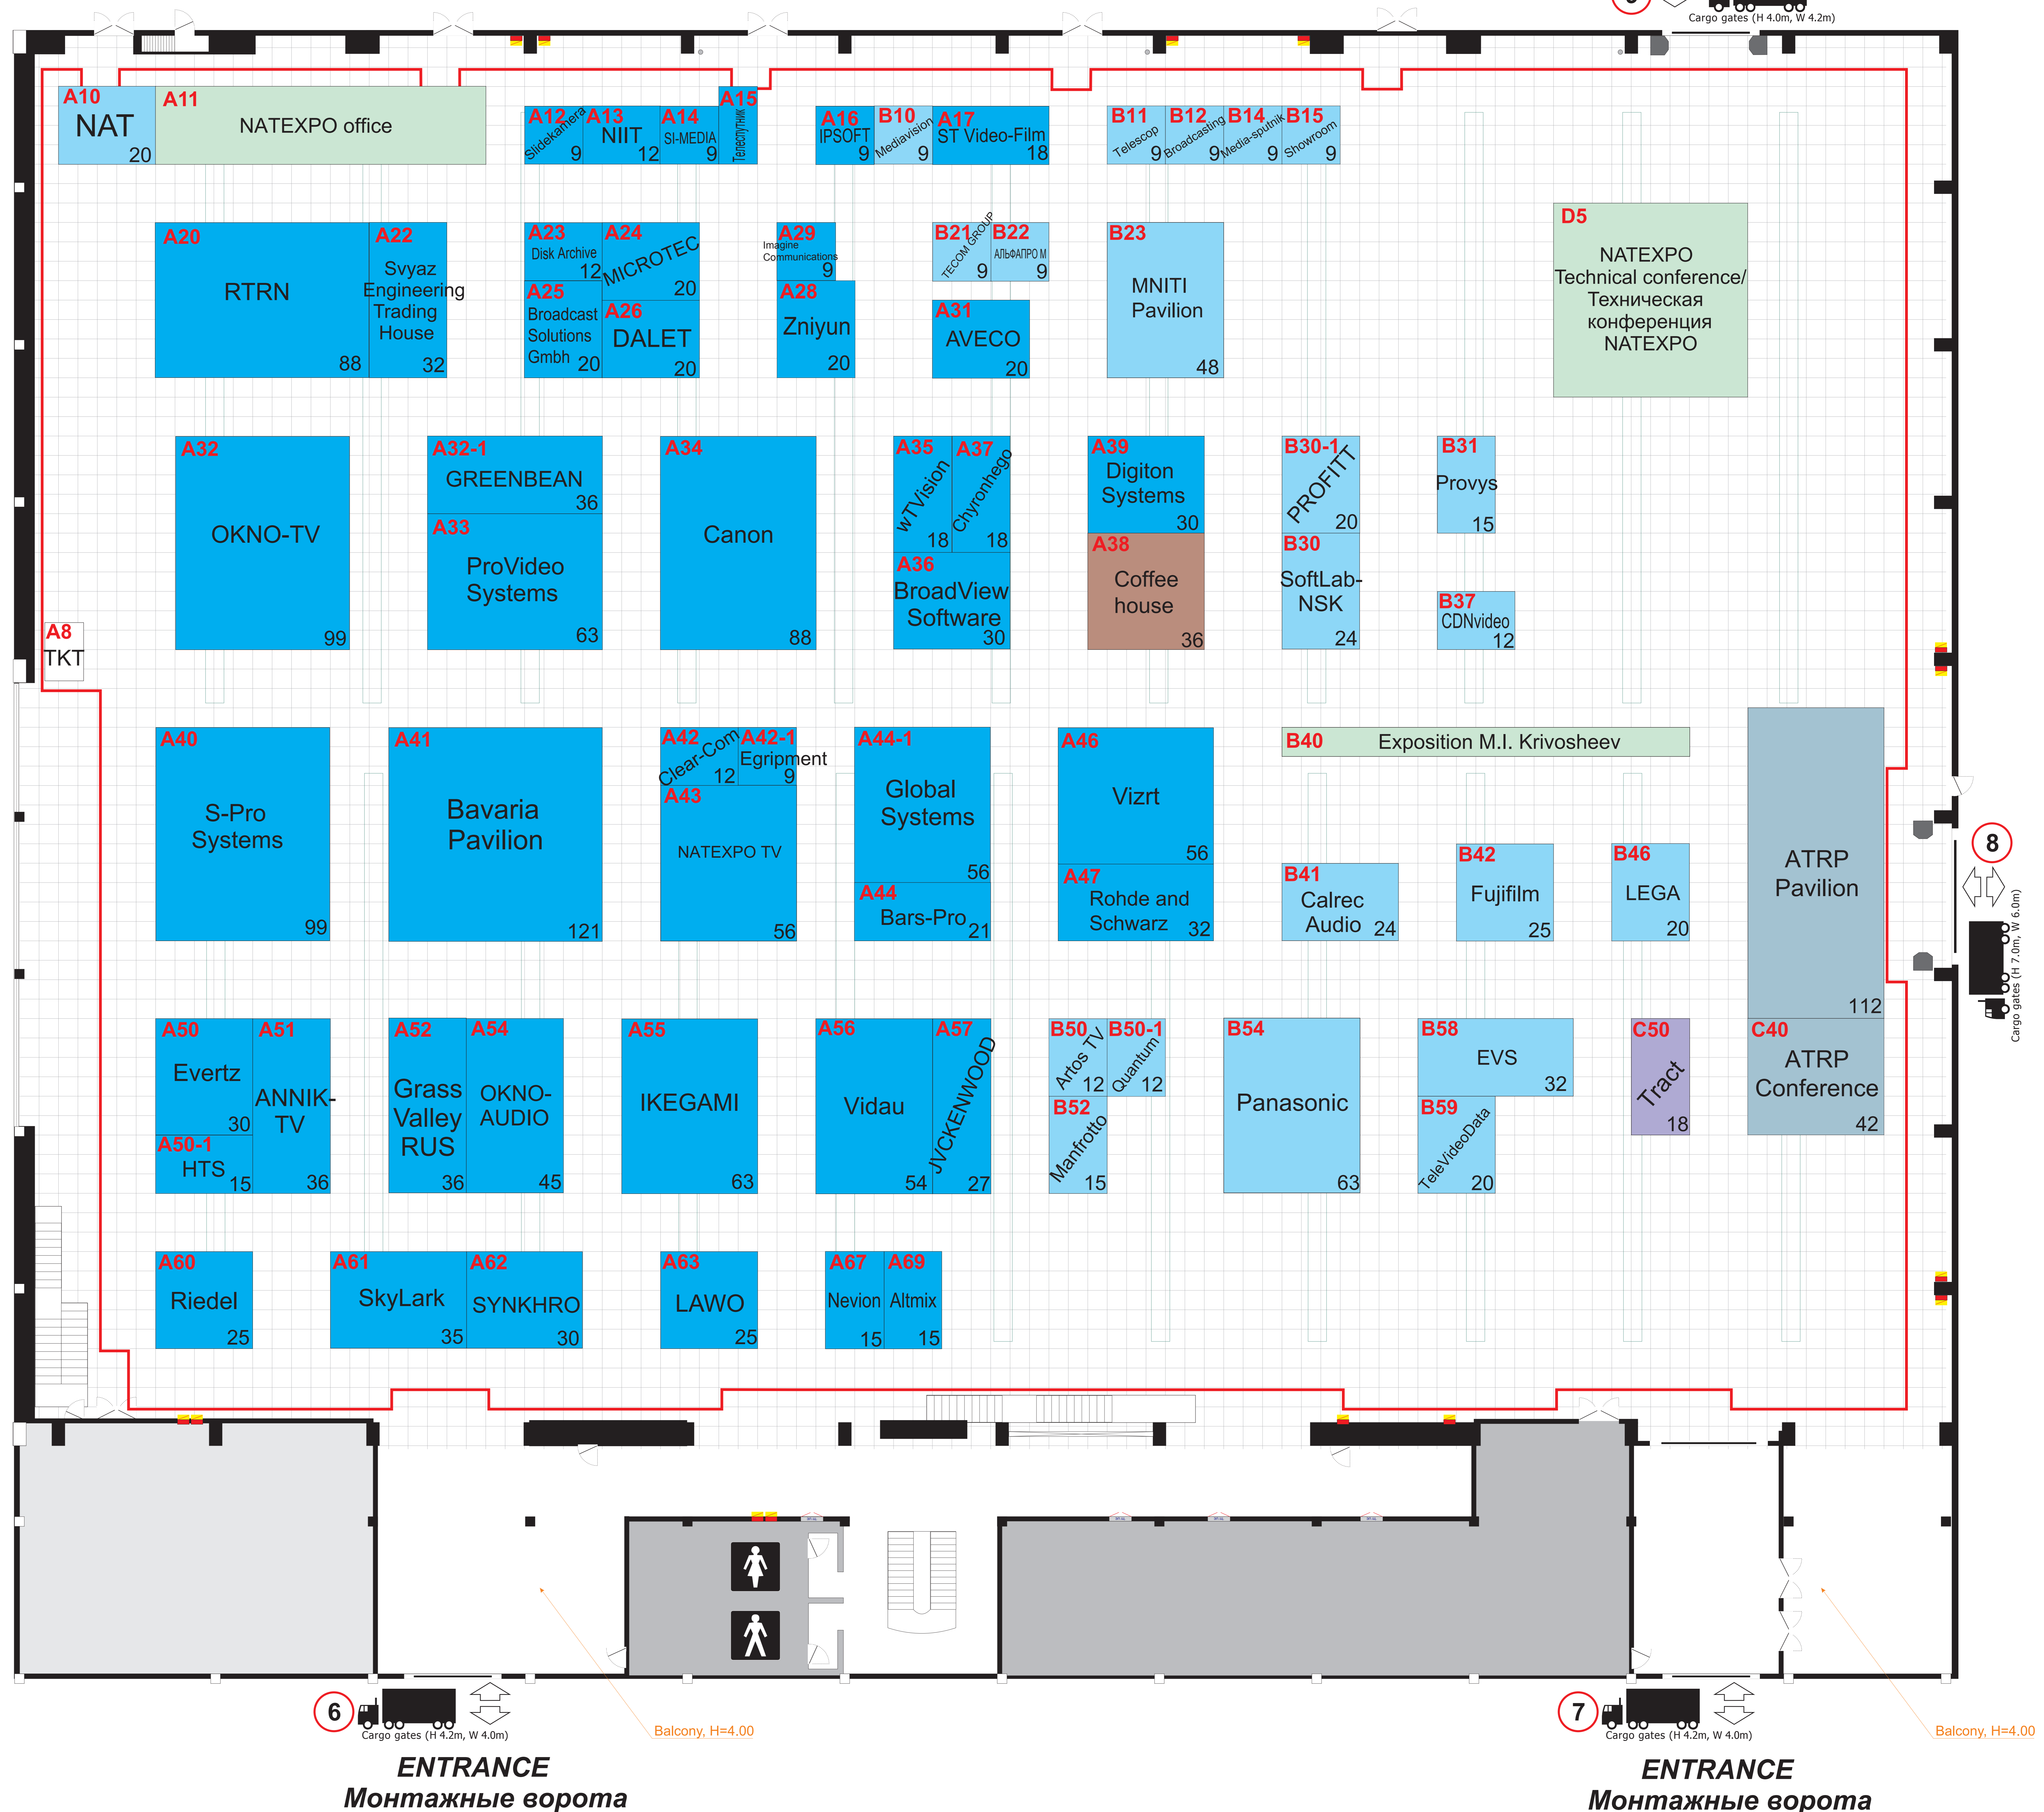 Cargo gates (H 4.0m, W 4.2m)
A10
NAT
20
A11
NATEXPO office
A12
Slidekamera
9
A13
NIIT
12
A14
SI-MEDIA
9
A15
Телеспутник
A16
IPSOFT
9
B10
Mediavision
9
A17
ST Video-Film
18
B11
Telescop
9
B12
Broadcasting
9
B14
Media-sputnik
9
B15
Showroom
9
A20
RTRN
88
A22
Svyaz
Engineering
Trading
House
32
A23
Disk Archive
12
A24
MICROTEC
20
A25
Broadcast
Solutions
Gmbh
20
A26
DALET
20
A29
Imagine
Communications
9
A28
Zniyun
20
B21
TECOM GROUP
9
B22
АЛЬФАПРО М
9
A31
AVECO
20
B23
MNITI
Pavilion
48
D5
NATEXPO
Technical conference/
Техническая
конференция
NATEXPO
A32
OKNO-TV
99
A32-1
GREENBEAN
36
A33
ProVideo
Systems
63
A34
Canon
88
A35
wTVision
18
A37
Chyronhego
18
A36
BroadView
Software
30
A39
Digiton
Systems
30
A38
Coffee
house
36
B30-1
PROFITT
20
B30
SoftLab-
NSK
24
B31
Provys
15
B37
CDNvideo
12
A8
TKT
A40
S-Pro
Systems
99
A41
Bavaria
Pavilion
121
A42
Clear-Com
12
A42-1
Egripment
9
A43
NATEXPO TV
56
A44-1
Global
Systems
56
A44
Bars-Pro
21
A46
Vizrt
56
A47
Rohde and
Schwarz
32
B40
Exposition M.I. Krivosheev
B41
Calrec
Audio
24
B42
Fujifilm
25
B46
LEGA
20
ATRP
Pavilion
112
8
Cargo gates (H 7.0m, W 6.0m)
A50
Evertz
30
A50-1
HTS
15
A51
ANNIK-
TV
36
A52
Grass
Valley
RUS
36
A54
OKNO-
AUDIO
45
A55
IKEGAMI
63
A56
Vidau
54
A57
JVCKENWOOD
27
B50
Artos TV
12
B50-1
Quantum
12
B52
Manfrotto
15
B54
Panasonic
63
B58
EVS
32
B59
TeleVideoData
20
C50
Tract
18
C40
ATRP
Conference
42
A60
Riedel
25
A61
SkyLark
35
A62
SYNKHRO
30
A63
LAWO
25
A67
Nevion
15
A69
Altmix
15
6
Cargo gates (H 4.2m, W 4.0m)
Balcony, H=4.00
ENTRANCE
Монтажные ворота
7
Cargo gates (H 4.2m, W 4.0m)
Balcony, H=4.00
ENTRANCE
Монтажные ворота